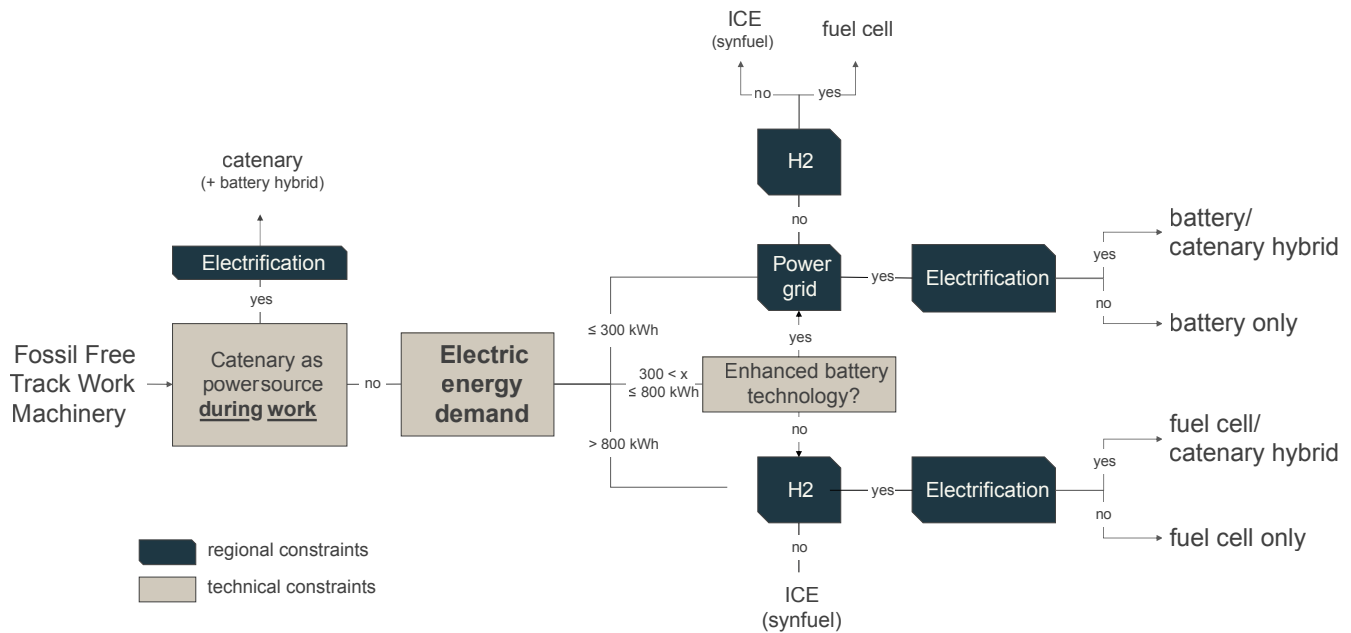 ICE
(synfuel)
fuel cell
no
yes
H2
catenary
(+ battery hybrid)
no
battery/
catenary hybrid
Electrification
Power
grid
yes
Electrification
yes
no
yes
≤ 300 kWh
battery only
yes
Fossil Free
Track Work
Machinery
Catenary as
powersource
during work
no
Electric
energy
demand
300 < x
≤ 800 kWh
Enhanced battery
technology?
no
> 800 kWh
fuel cell/
catenary hybrid
yes
H2
yes
Electrification
no
fuel cell only
no
regional constraints
technical constraints
ICE
(synfuel)